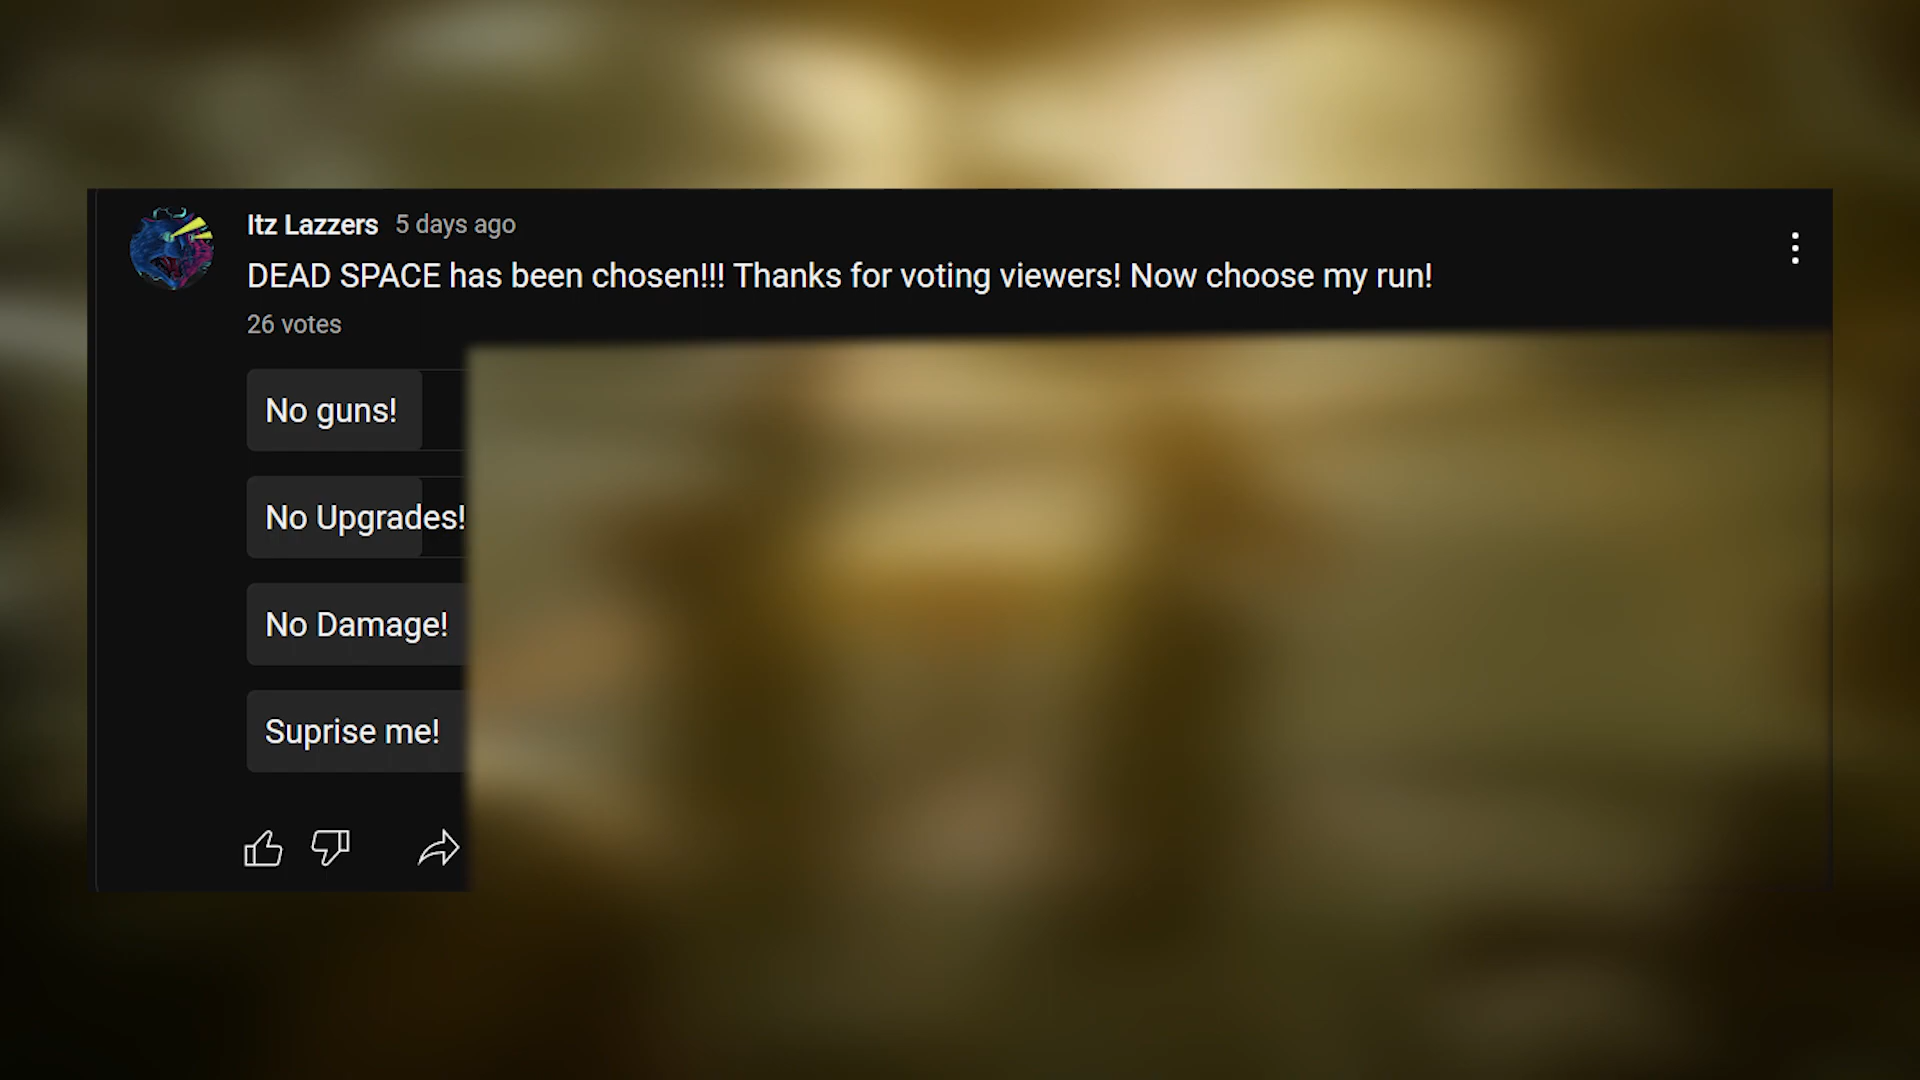 Itz Lazzers 5 days ago
DEAD SPACE has been chosen!!! Thanks for voting viewers! Now choose my run!
26 votes
No guns!
No Upgrades!
No Damage!
Suprise me!